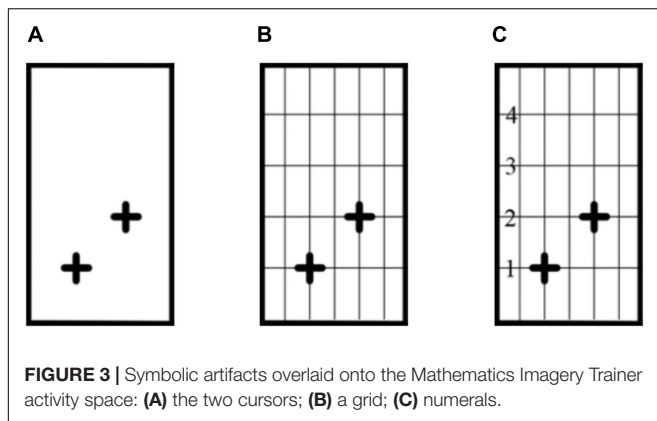 A B C
4
3
2
1
FIGURE 3 | Symbolic artifacts overlaid onto the Mathematics Imagery Trainer
activity space: (A) the two cursors; (B) a grid; (C) numerals.